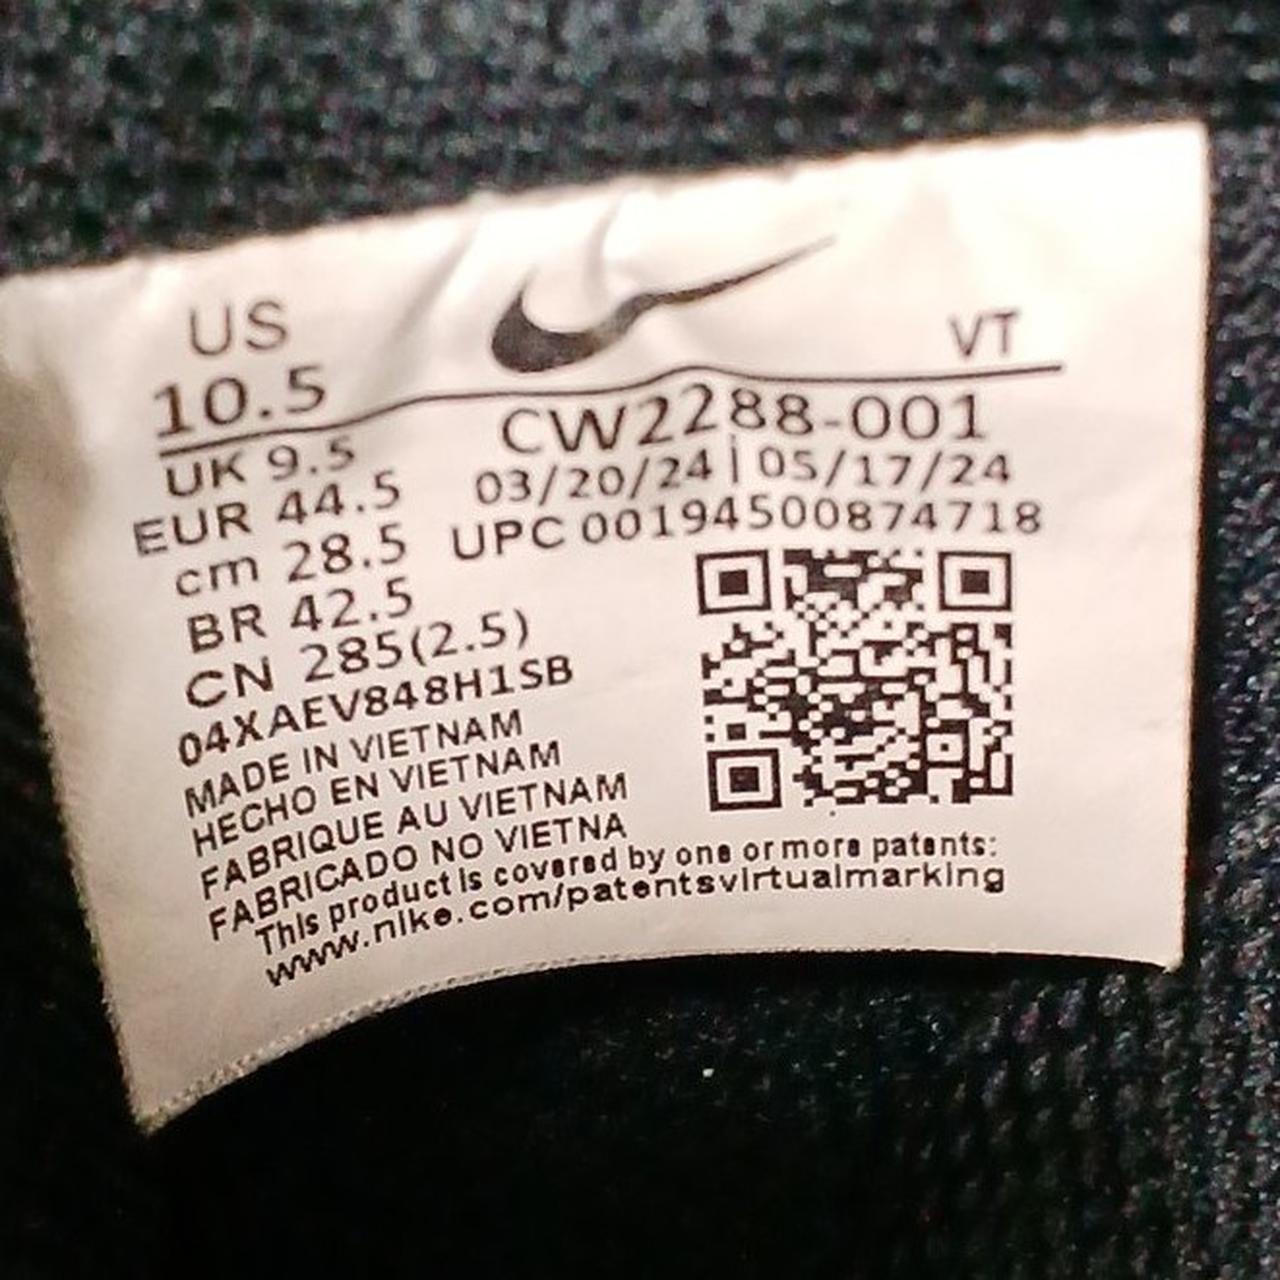 US VT
10.5 CW2288-001
UK 9.5 03/20/24 | 05/17/24
EUR 44.5 UPC 00194500874718
cm 28.5
BR 42.5
CN 285(2.5)
04XAEV848H1SB
MADE IN VIETNAM
HECHO EN VIETNAM
FABRIQUE AU VIETNAM
FABRICADO NO VIETNA
This product is covered by one or more patents:
www.nike.com/patentsvirtualmarking